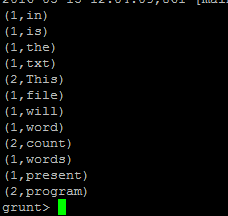 (1,in)
(1,is)
(1,the)
(1,txt)
(2,This)
(1,file)
(1,will)
(1,word)
(2,count)
(1,words)
(1,present)
(2,program)
grunt>